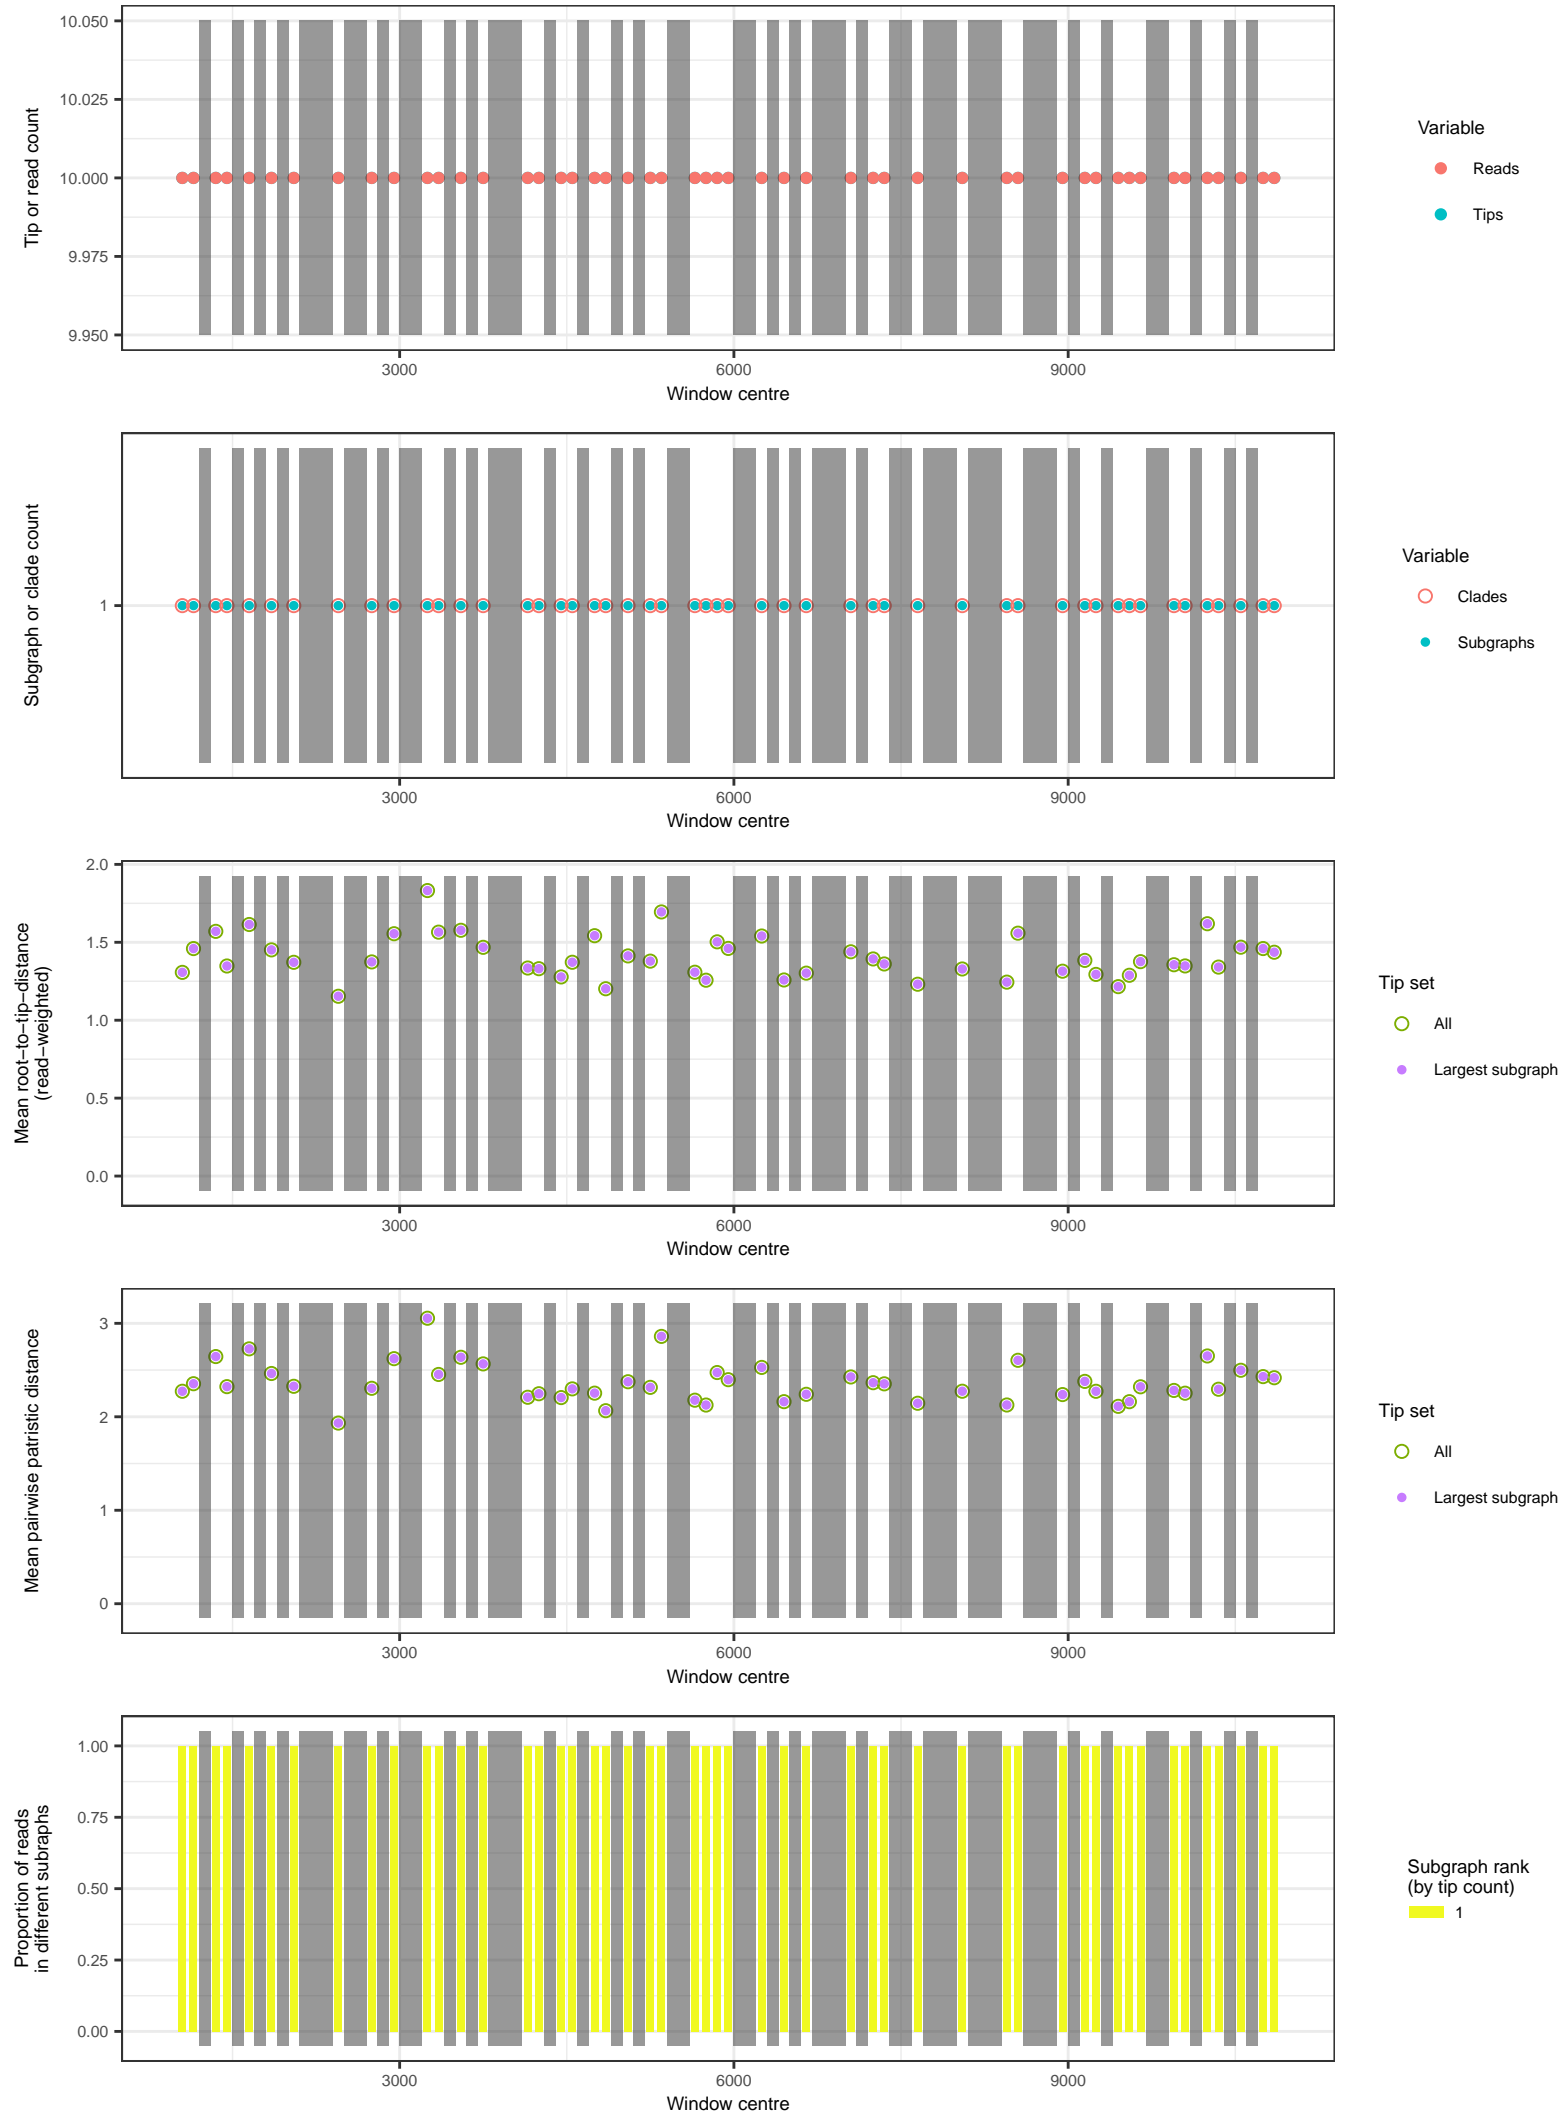 10.050
10.025
10.000
9.975
9.950
Tip or read count
3000
6000
9000
Window centre
Variable
Reads
Tips
1
Subgraph or clade count
3000
6000
9000
Window centre
Variable
Clades
Subgraphs
2.0
1.5
1.0
0.5
0.0
Mean root−to−tip−distance
(read−weighted)
3000
6000
9000
Window centre
Tip set
All
Largest subgraph
3
2
1
0
Mean pairwise patristic distance
3000
6000
9000
Window centre
Tip set
All
Largest subgraph
1.00
0.75
0.50
0.25
0.00
Proportion of reads
in different subraphs
3000
6000
9000
Window centre
Subgraph rank
(by tip count)
1